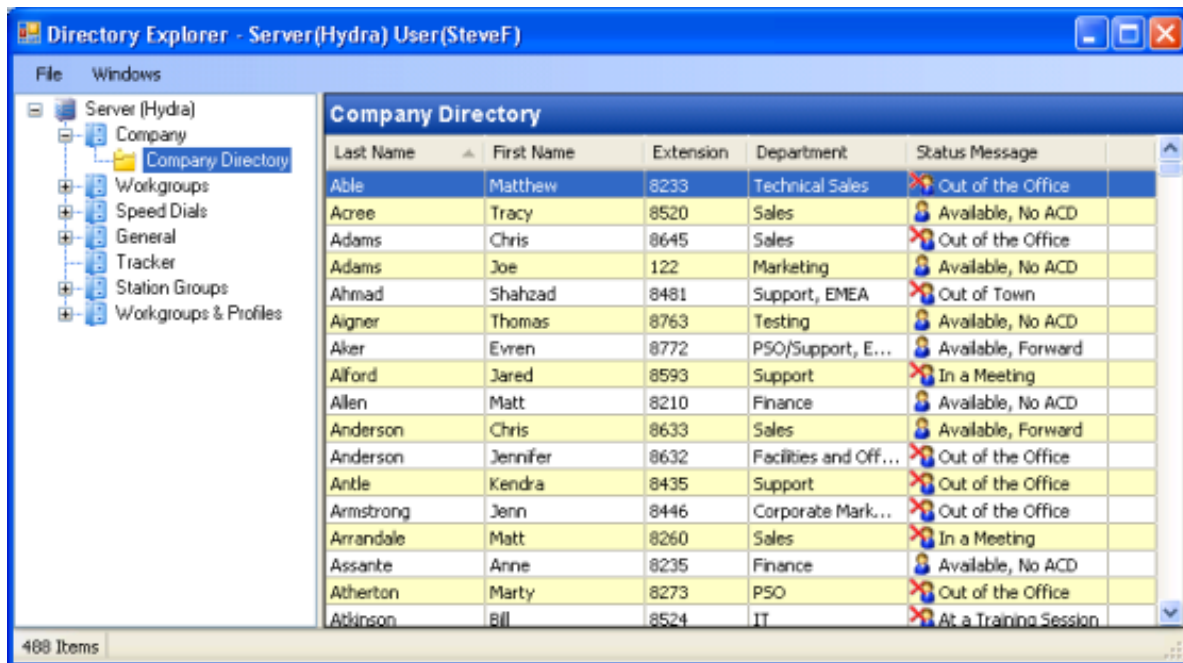 Directory Explorer - Server(Hydra) User(SteveF)
File Windows
Server (Hydra)
Company
Company Directory
Workgroups
Speed Dials
General
Tracker
Station Groups
Workgroups & Profiles
Company Directory
Last Name First Name Extension Department Status Message
Able Matthew 8233 Technical Sales Out of the Office
Acree Tracy 8520 Sales Available, No ACD
Adams Chris 8645 Sales Out of the Office
Adams Joe 122 Marketing Available, No ACD
Ahmad Shahzad 8481 Support, EMEA Out of Town
Aigner Thomas 8763 Testing Available, No ACD
Aker Evren 8772 PSO/Support, E... Available, Forward
Alford Jared 8593 Support In a Meeting
Allen Matt 8210 Finance Available, No ACD
Anderson Chris 8633 Sales Available, Forward
Anderson Jennifer 8632 Facilities and Off... Out of the Office
Antle Kendra 8435 Support Out of the Office
Armstrong Jenn 8446 Corporate Mark... Out of the Office
Arrandale Matt 8260 Sales In a Meeting
Assante Anne 8235 Finance Available, No ACD
Atherton Marty 8273 PSO Out of the Office
Atkinson Bill 8524 IT At a Training Session
488 Items